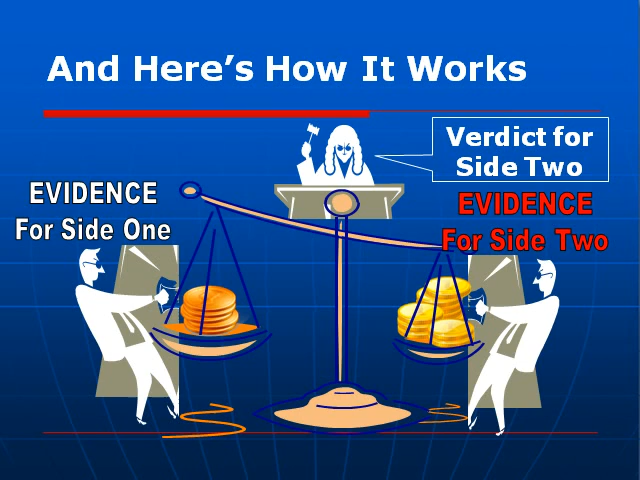 And Here’s How It Works
Verdict for
Side Two
EVIDENCE
For Side One
EVIDENCE
For Side Two